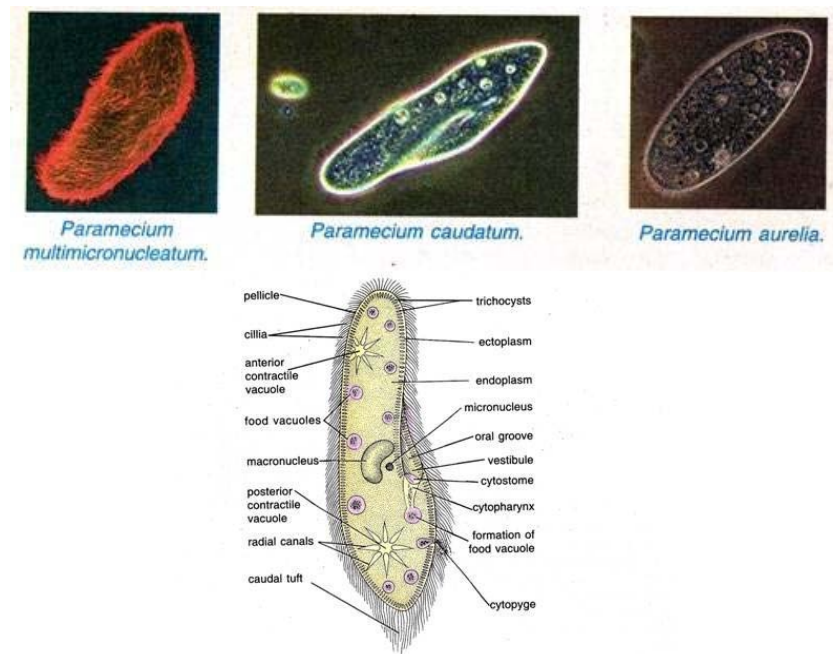 Paramecium
multimicronucleatum.
Paramecium caudatum.
Paramecium aurelia.
pellicle
cillia
anterior
contractile
vacuole
food vacuoles
macronucleus
posterior
contractile
vacuole
radial canals
caudal tuft
trichocysts
ectoplasm
endoplasm
micronucleus
oral groove
vestibule
cytostome
cytopharynx
formation of
food vacuole
cytopyge